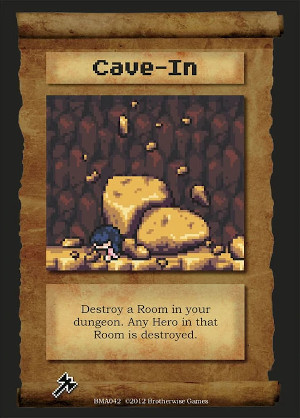 Cave-In
Destroy a Room in your
dungeon. Any Hero in that
Room is destroyed.
BMA042 ©2012 Brotherwise Games